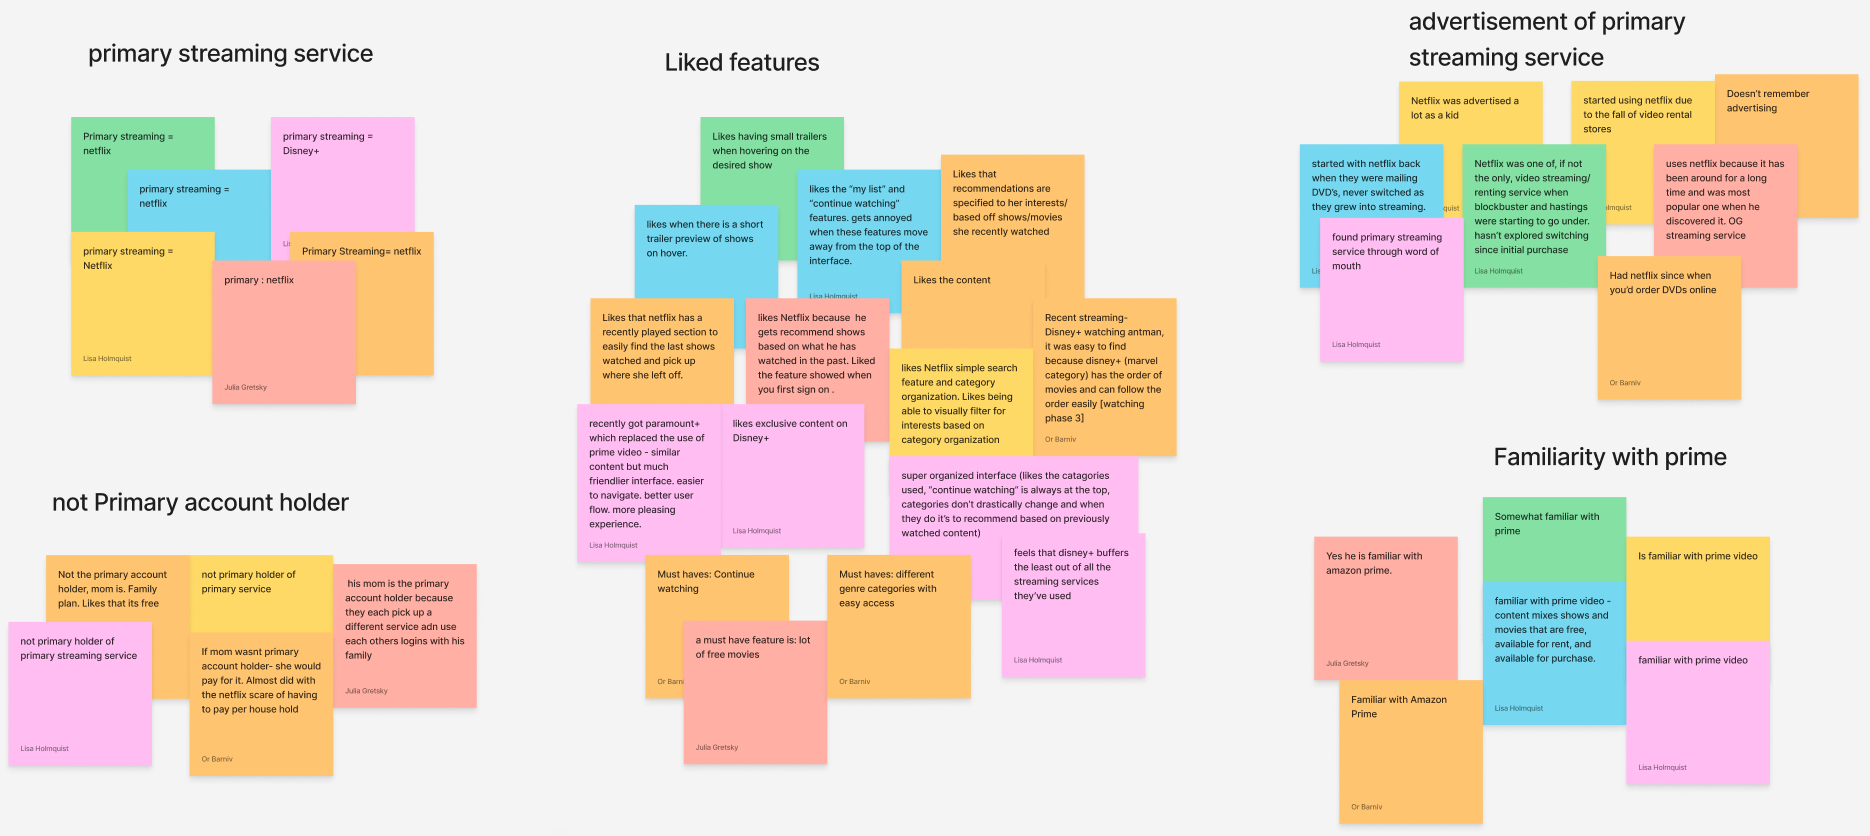 primary streaming service
Primary streaming =
netflix
primary streaming =
netflix
primary streaming =
Disney+
primary streaming =
Netflix
Lisa Holmquist
primary : netflix
Julia Gretsky
Primary Streaming= netflix
not Primary account holder
Not the primary account
holder, mom is. Family
plan. Likes that its free
not primary holder of
primary service
his mom is the primary
account holder because
they each pick up a
different service adn use
each others logins with his
family
Julia Gretsky
not primary holder of
primary streaming service
Lisa Holmquist
If mom wasnt primary
account holder- she would
pay for it. Almost did with
the netflix scare of having
to pay per house hold
Or Barniv
Liked features
Likes having small trailers
when hovering on the
desired show
likes when there is a short
trailer preview of shows
on hover.
likes the “my list” and
“continue watching”
features. gets annoyed
when these features move
away from the top of the
interface.
Lisa Holmquist
Likes that
recommendations are
specified to her interests/
based off shows/movies
she recently watched
Likes the content
Likes that netflix has a
recently played section to
easily find the last shows
watched and pick up
where she left off.
likes Netflix because  he
gets recommend shows
based on what he has
watched in the past. Liked
the feature showed when
you first sign on .
likes Netflix simple search
feature and category
organization. Likes being
able to visually filter for
interests based on
category organization
Recent streaming-
Disney+ watching antman,
it was easy to find
because disney+ (marvel
category) has the order of
movies and can follow the
order easily [watching
phase 3]
Or Barniv
recently got paramount+
which replaced the use of
prime video - similar
content but much
friendlier interface. easier
to navigate. better user
flow. more pleasing
experience.
Lisa Holmquist
likes exclusive content on
Disney+
Lisa Holmquist
super organized interface (likes the catagories
used, “continue watching” is always at the top,
categories don’t drastically change and when
they do it’s to recommend based on previously
watched content)
feels that disney+ buffers
the least out of all the
streaming services
they’ve used
Lisa Holmquist
Must haves: Continue
watching
Or Barn
a must have feature is: lot
of free movies
Julia Gretsky
Must haves: different
genre categories with
easy access
Or Barniv
advertisement of primary
streaming service
Netflix was advertised a
lot as a kid
started using netflix due
to the fall of video rental
stores
Doesn’t remember
advertising
started with netflix back
when they were mailing
DVD’s, never switched as
they grew into streaming.
Netflix was one of, if not
the only, video streaming/
renting service when
blockbuster and hastings
were starting to go under.
hasn’t explored switching
since initial purchase
Lisa Holmquist
uses netflix because it has
been around for a long
time and was most
popular one when he
discovered it. OG
streaming service
found primary streaming
service through word of
mouth
Lisa Holmquist
Had netflix since when
you’d order DVDs online
Or Barniv
Familiarity with prime
Somewhat familiar with
prime
Yes he is familiar with
amazon prime.
Julia Gretsky
Is familiar with prime video
familiar with prime video -
content mixes shows and
movies that are free,
available for rent, and
available for purchase.
Lisa Holmquist
familiar with prime video
Lisa Holmquist
Familiar with Amazon
Prime
Or Barniv